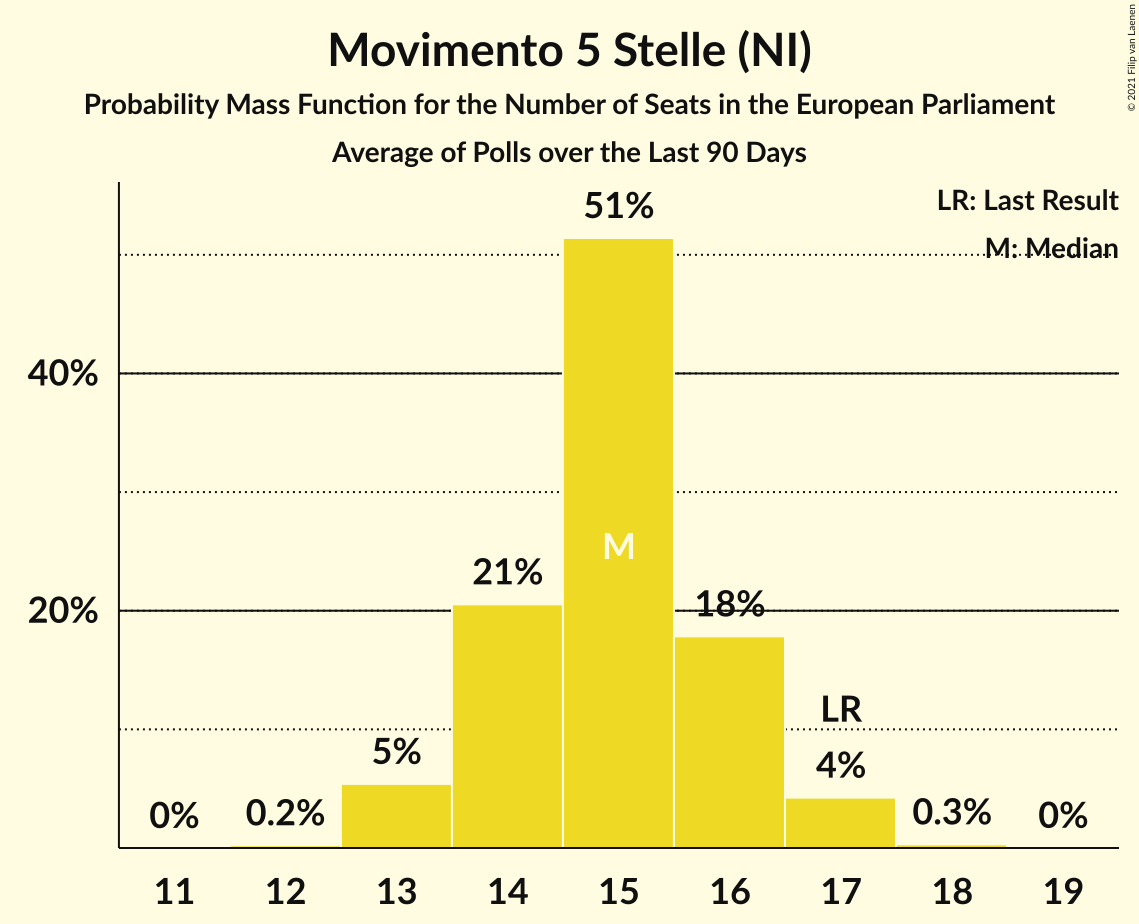 Movimento 5 Stelle (NI)
Probability Mass Function for the Number of Seats in the European Parliament
Average of Polls over the Last 90 Days
© 2021 Filip van Laenen
LR: Last Result
M: Median
51%
40%
M
21%
20%
18%
LR
5%
4%
0%
0.2%
0.3%
0%
11 12 13 14 15 16 17 18 19